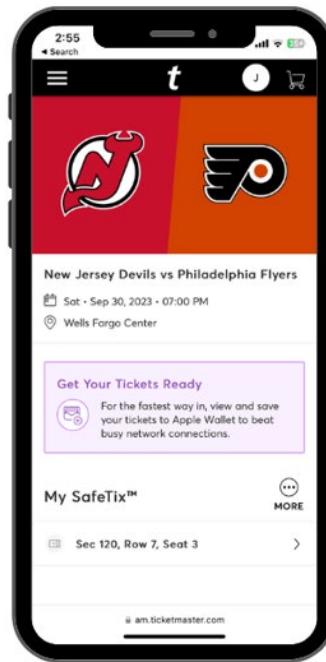 2:55
Search
t
J
New Jersey Devils vs Philadelphia Flyers
Sat • Sep 30, 2023 • 07:00 PM
Wells Fargo Center
Get Your Tickets Ready
For the fastest way in, view and save
your tickets to Apple Wallet to beat
busy network connections.
My SafeTix™
MORE
Sec 120, Row 7, Seat 3
am.ticketmaster.com